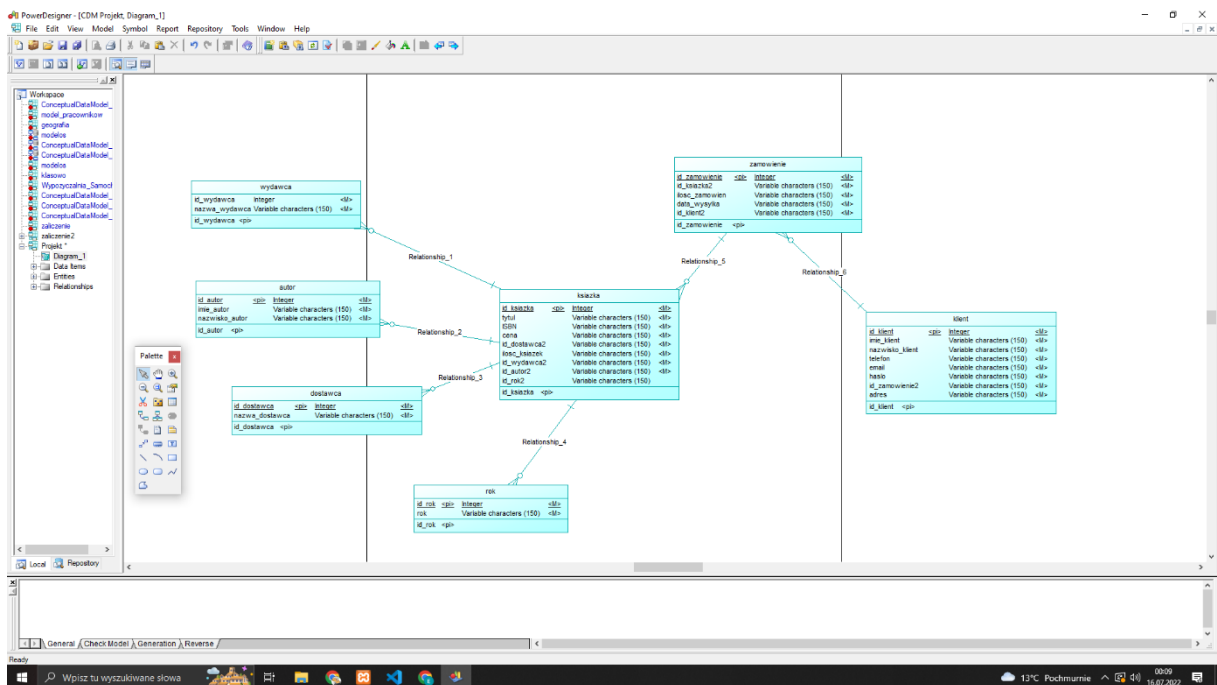 PowerDesigner - [CDM Projekt, Diagram_1]
File Edit View Model Symbol Report Repository Tools Window Help
Workspace
ConceptualDataModel_
model_pracownikow
geografia
modelos
ConceptualDataModel_
ConceptualDataModel_
modelos
klasowo
Wypozyczalnia_Samoch
ConceptualDataModel_
ConceptualDataModel_
ConceptualDataModel_
zaliczenie
zaliczenie2
Projekt *
Diagram_1
Data Items
Entities
Relationships
Local Repository
Palette
wydawca
id_wydawca Integer <M>
nazwa_wydawca Variable characters (150) <M>
id_wydawca <pi>
autor
id_autor <pi> Integer <M>
imie_autor Variable characters (150) <M>
nazwisko_autor Variable characters (150) <M>
id_autor <pi>
dostawca
id_dostawca <pi> Integer <M>
nazwa_dostawca Variable characters (150) <M>
id_dostawca <pi>
rok
id_rok <pi> Integer <M>
rok Variable characters (150) <M>
id_rok <pi>
ksiazka
id_ksiazka <pi> Integer <M>
tytul Variable characters (150) <M>
ISBN Variable characters (150) <M>
cena Variable characters (150) <M>
id_dostawca2 Variable characters (150) <M>
ilosc_ksiazek Variable characters (150) <M>
id_wydawca2 Variable characters (150) <M>
id_autor2 Variable characters (150) <M>
id_rok2 Variable characters (150)
id_ksiazka <pi>
zamowienie
id_zamowienie <pi> Integer <M>
id_ksiazka2 Variable characters (150) <M>
ilosc_zamowien Variable characters (150) <M>
data_wysylka Variable characters (150) <M>
id_klient2 Variable characters (150) <M>
id_zamowienie <pi>
klient
id_klient <pi> Integer <M>
imie_klient Variable characters (150) <M>
nazwisko_klient Variable characters (150) <M>
telefon Variable characters (150) <M>
email Variable characters (150) <M>
haslo Variable characters (150) <M>
id_zamowienie2 Variable characters (150) <M>
adres Variable characters (150) <M>
id_klient <pi>
Relationship_1
Relationship_2
Relationship_3
Relationship_4
Relationship_5
Relationship_6
General Check Model Generation Reverse
Ready
Wpisz tu wyszukiwane słowa
13°C Pochmurnie
00:09
16.07.2022